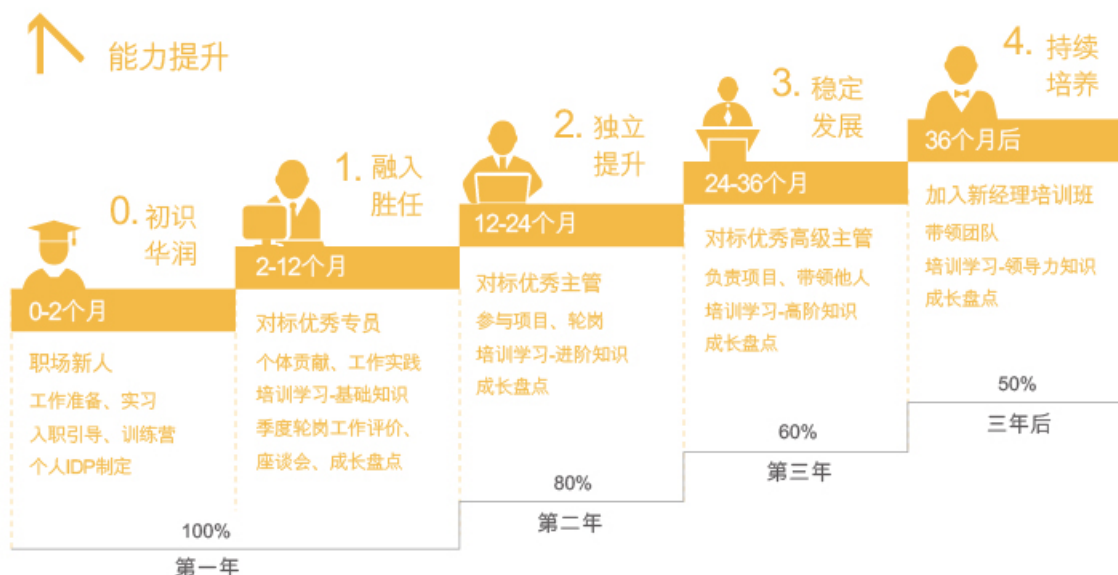 能力提升
0. 初识
华润
0-2个月
职场新人
工作准备、实习
入职引导、训练营
个人IDP制定
1. 融入
胜任
2-12个月
对标优秀专员
个体贡献、工作实践
培训学习-基础知识
季度轮岗工作评价、
座谈会、成长盘点
100%
第一年
2. 独立
提升
12-24个月
对标优秀主管
参与项目、轮岗
培训学习-进阶知识
成长盘点
80%
第二年
3. 稳定
发展
24-36个月
对标优秀高级主管
负责项目、带领他人
培训学习-高阶知识
成长盘点
60%
第三年
4. 持续
培养
36个月后
加入新经理培训班
带领团队
培训学习-领导力知识
成长盘点
50%
三年后